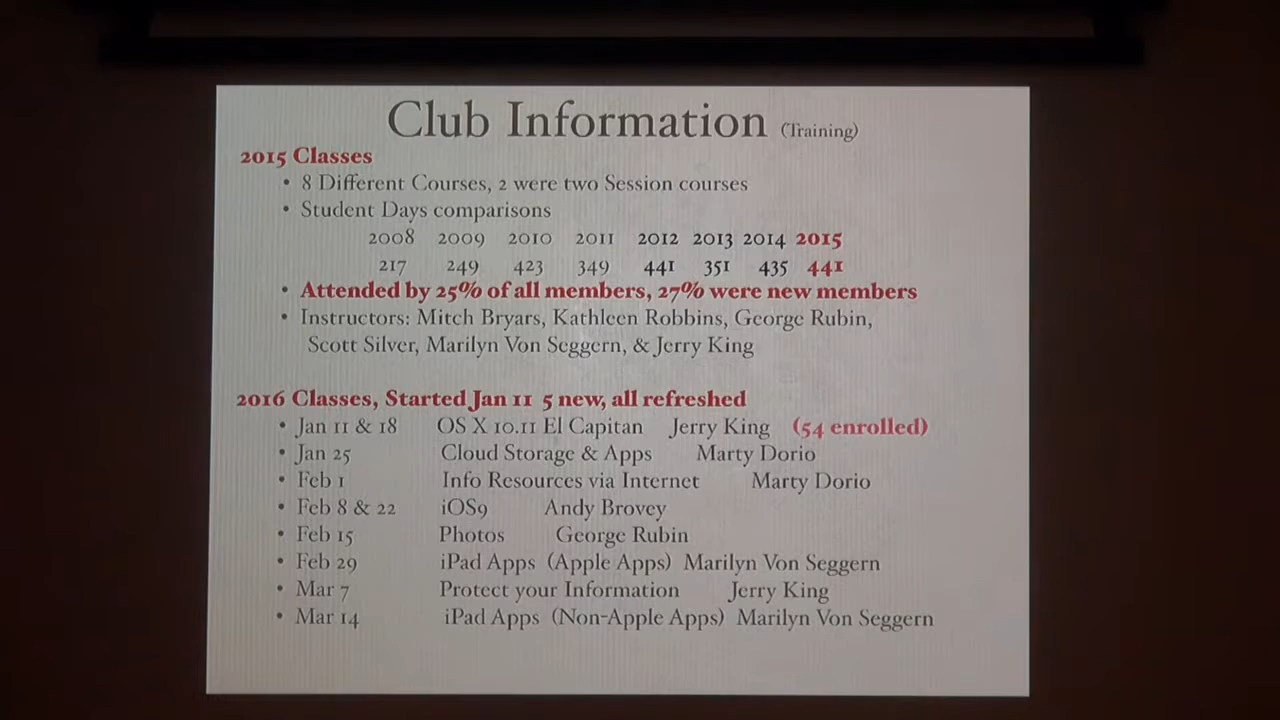 Club Information (Training)
2015 Classes
• 8 Different Courses, 2 were two Session courses
• Student Days comparisons
2008 2009 2010 2011 2012 2013 2014 2015
217 249 423 349 441 351 435 441
• Attended by 25% of all members, 27% were new members
• Instructors: Mitch Bryars, Kathleen Robbins, George Rubin,
Scott Silver, Marilyn Von Seggern, & Jerry King
2016 Classes, Started Jan 11 5 new, all refreshed
• Jan 11 & 18 OS X 10.11 El Capitan Jerry King (54 enrolled)
• Jan 25 Cloud Storage & Apps Marty Dorio
• Feb 1 Info Resources via Internet Marty Dorio
• Feb 8 & 22 iOS9 Andy Brovey
• Feb 15 Photos George Rubin
• Feb 29 iPad Apps (Apple Apps) Marilyn Von Seggern
• Mar 7 Protect your Information Jerry King
• Mar 14 iPad Apps (Non-Apple Apps) Marilyn Von Seggern